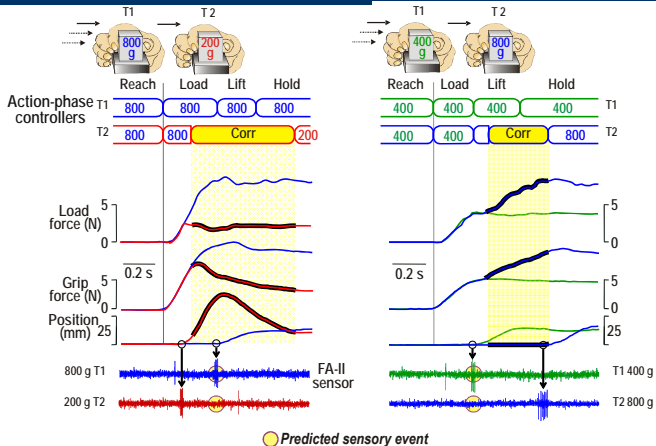 T1 T 2 T1 T 2
800 g 200 g 400 g 800 g
Reach Load Lift Hold Reach Load Lift Hold
Action-phase controllers T1 800 800 800 800 400 400 400 400 T1
T2 800 800 Corr 200 400 400 Corr 800 T2
Load force (N) 5 0 5 0
0.2 s 0.2 s
Grip force (N) 5 0 5 0
Position (mm) 25 25
800 g T1 FA-II sensor T1 400 g
200 g T2 T2 800 g
Predicted sensory event